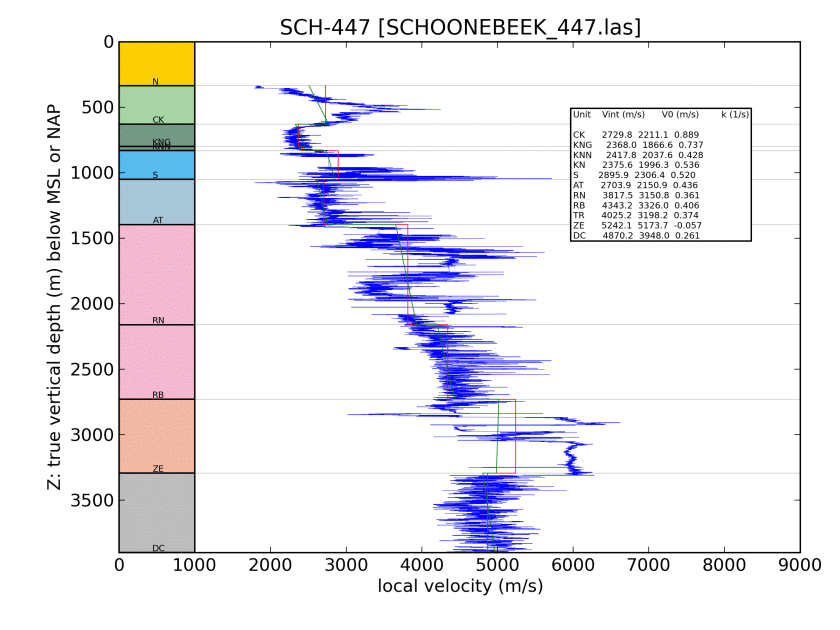 SCH-447 [SCHOONEBEEK_447.las]
0
500
1000
1500
2000
2500
3000
3500
Z: true vertical depth (m) below MSL or NAP
N
CK
KNG
KNN
S
AT
RN
RB
ZE
DC
Unit Vint (m/s) V0 (m/s) k (1/s)
CK 2729.8 2211.1 0.889
KNG 2368.0 1866.6 0.737
KNN 2417.8 2037.6 0.428
KN 2375.6 1996.3 0.536
S 2895.9 2306.4 0.520
AT 2703.9 2150.9 0.436
RN 3817.5 3150.8 0.361
RB 4343.2 3326.0 0.406
TR 4025.2 3198.2 0.374
ZE 5242.1 5173.7 -0.057
DC 4870.2 3948.0 0.261
0 1000 2000 3000 4000 5000 6000 7000 8000 9000
local velocity (m/s)